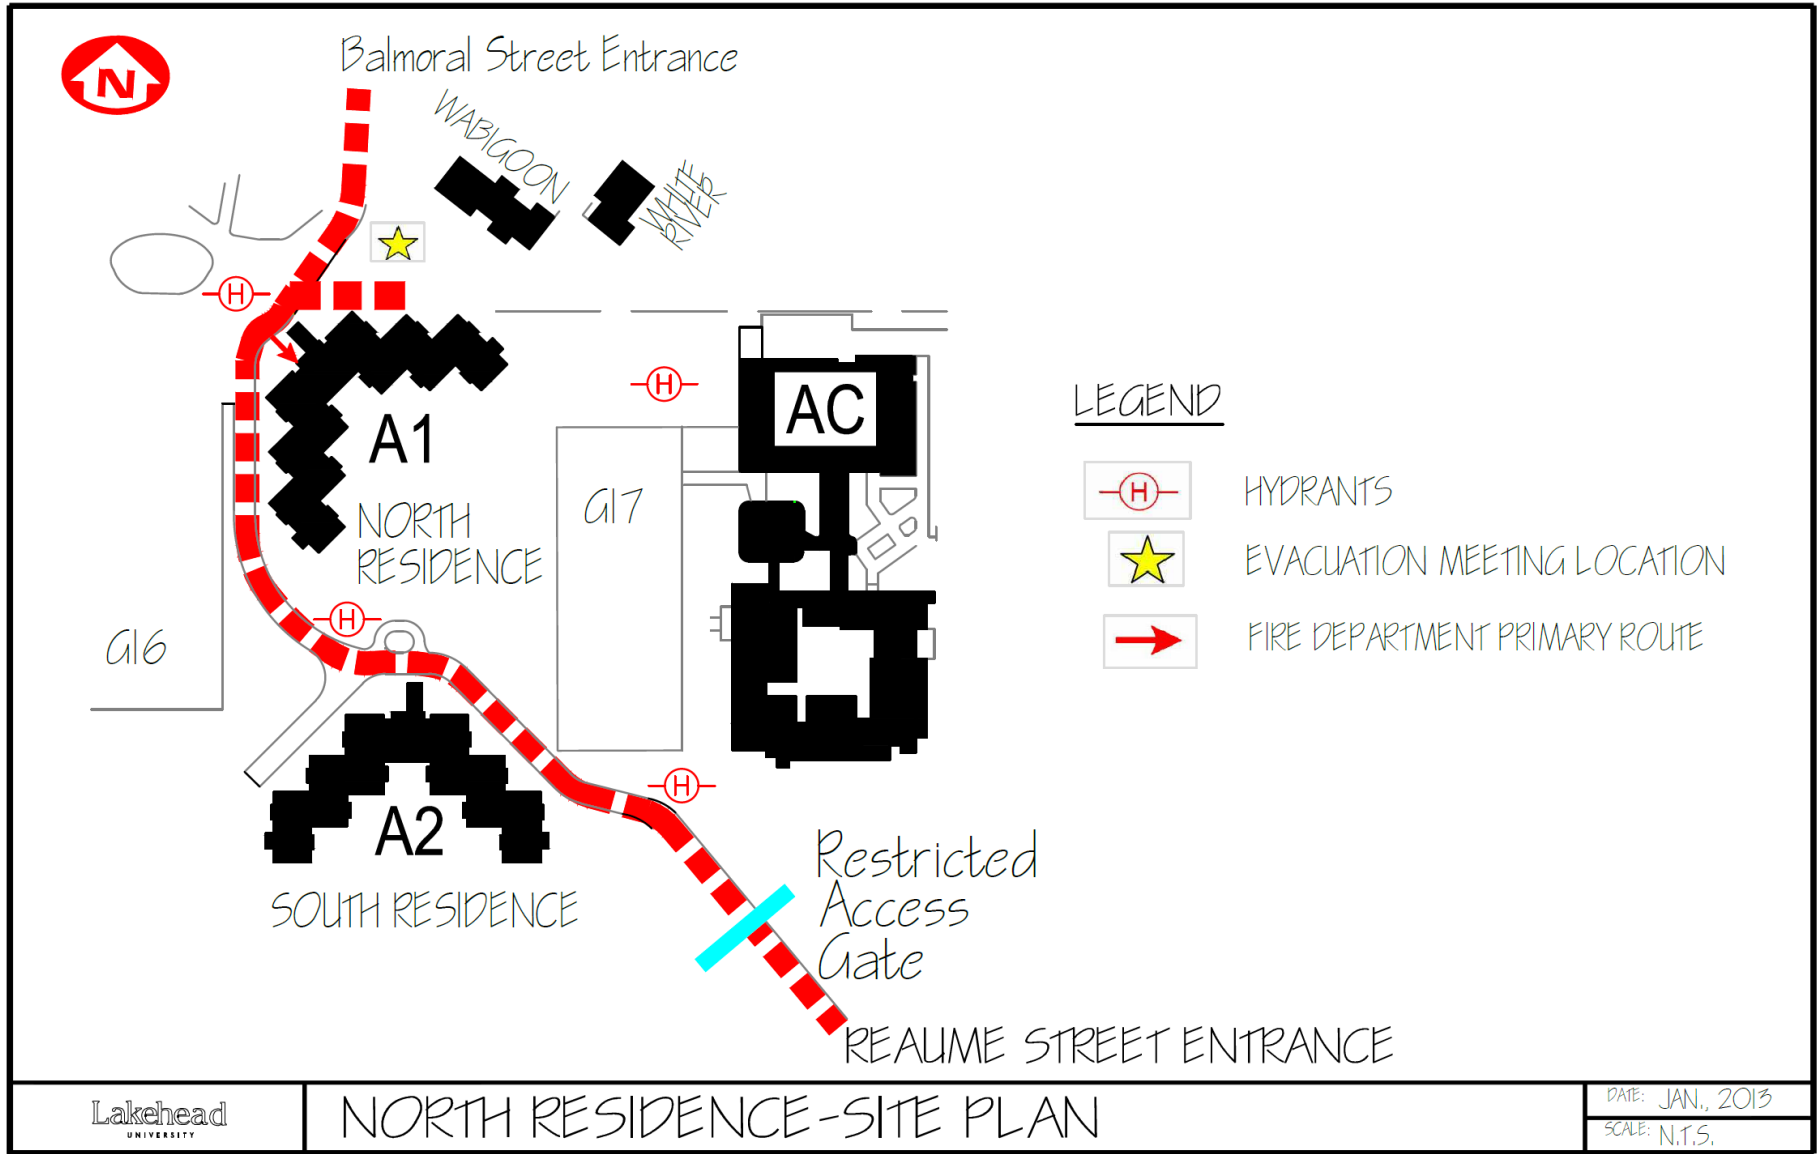 N
Balmoral Street Entrance
WABIGOON
WHITE
RIVER
H
H
AC
A1
LEGEND
G17
H
HYDRANTS
NORTH
RESIDENCE
EVACUATION MEETING LOCATION
H
G16
FIRE DEPARTMENT PRIMARY ROUTE
H
A2
Restricted
Access
Gate
SOUTH RESIDENCE
REAUME STREET ENTRANCE
Lakehead
UNIVERSITY
NORTH RESIDENCE-SITE PLAN
DATE: JAN., 2013
SCALE: N.T.S.